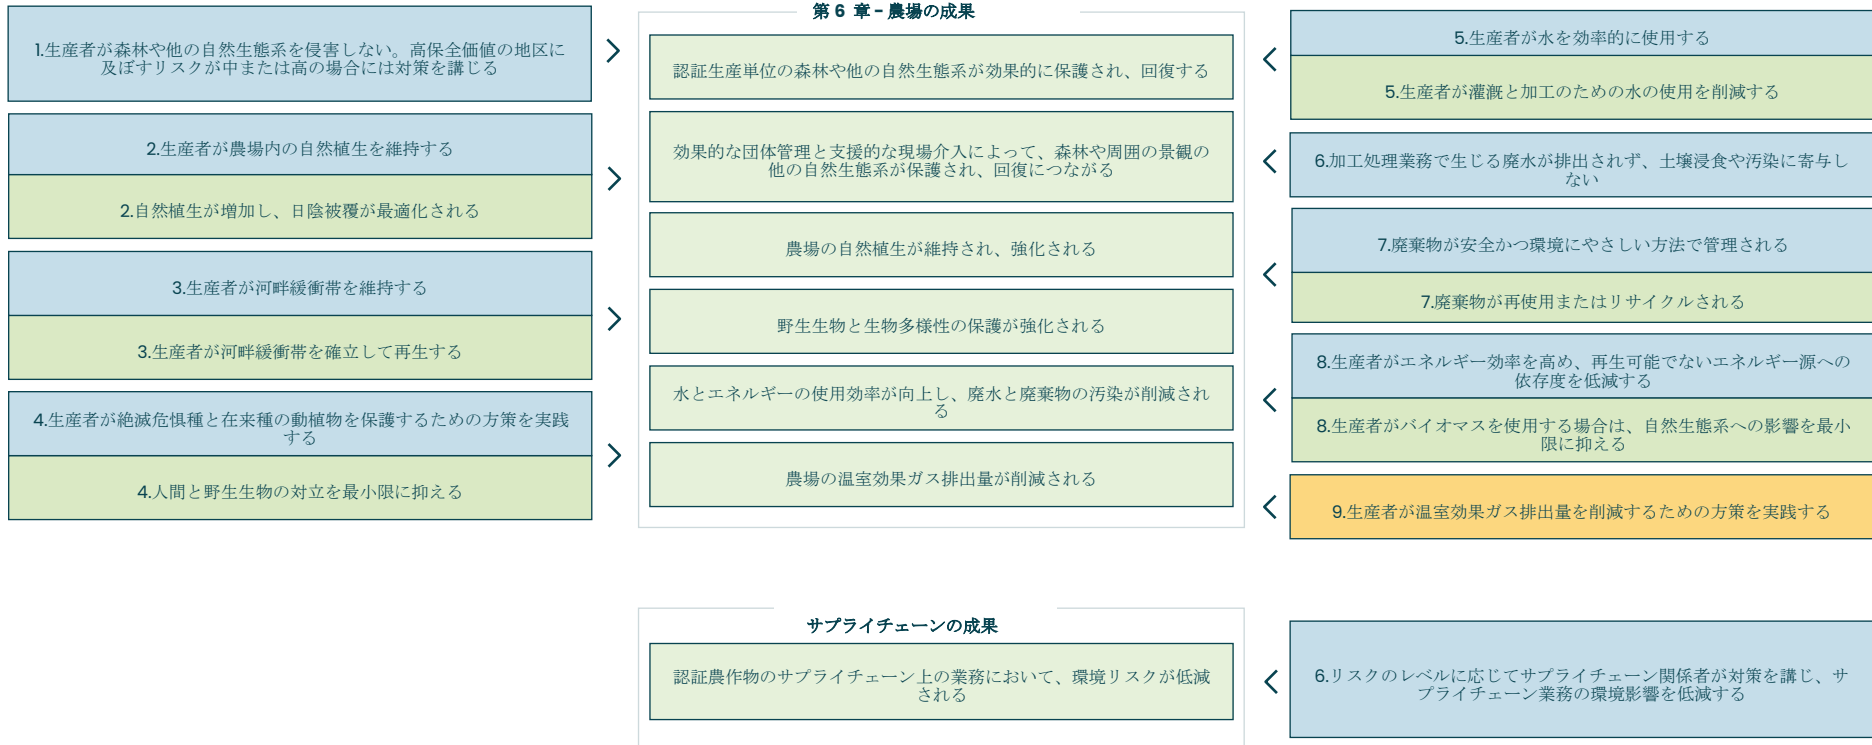 第 6 章 – 農場の成果
1.生産者が森林や他の自然生態系を侵害しない。高保全価値の地区に
及ぼすリスクが中または高の場合には対策を講じる
2.生産者が農場内の自然植生を維持する
2.自然植生が増加し、日陰被覆が最適化される
3.生産者が河畔緩衝帯を維持する
3.生産者が河畔緩衝帯を確立して再生する
4.生産者が絶滅危惧種と在来種の動植物を保護するための方策を実践
する
4.人間と野生生物の対立を最小限に抑える
認証生産単位の森林や他の自然生態系が効果的に保護され、回復する
効果的な団体管理と支援的な現場介入によって、森林や周囲の景観の
他の自然生態系が保護され、回復につながる
農場の自然植生が維持され、強化される
野生生物と生物多様性の保護が強化される
水とエネルギーの使用効率が向上し、廃水と廃棄物の汚染が削減され
る
農場の温室効果ガス排出量が削減される
5.生産者が水を効率的に使用する
5.生産者が灌漑と加工のための水の使用を削減する
6.加工処理業務で生じる廃水が排出されず、土壌浸食や汚染に寄与し
ない
7.廃棄物が安全かつ環境にやさしい方法で管理される
7.廃棄物が再使用またはリサイクルされる
8.生産者がエネルギー効率を高め、再生可能でないエネルギー源への
依存度を低減する
8.生産者がバイオマスを使用する場合は、自然生態系への影響を最小
限に抑える
9.生産者が温室効果ガス排出量を削減するための方策を実践する
サプライチェーンの成果
認証農作物のサプライチェーン上の業務において、環境リスクが低減
される
6.リスクのレベルに応じてサプライチェーン関係者が対策を講じ、サ
プライチェーン業務の環境影響を低減する